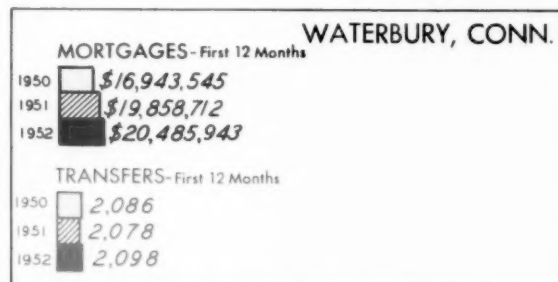 WATERBURY, CONN.
MORTGAGES - First 12 Months
1950 $16,943,545
1951 $19,858,712
1952 $20,485,943
TRANSFERS - First 12 Months
1950 2,086
1951 2,078
1952 2,098